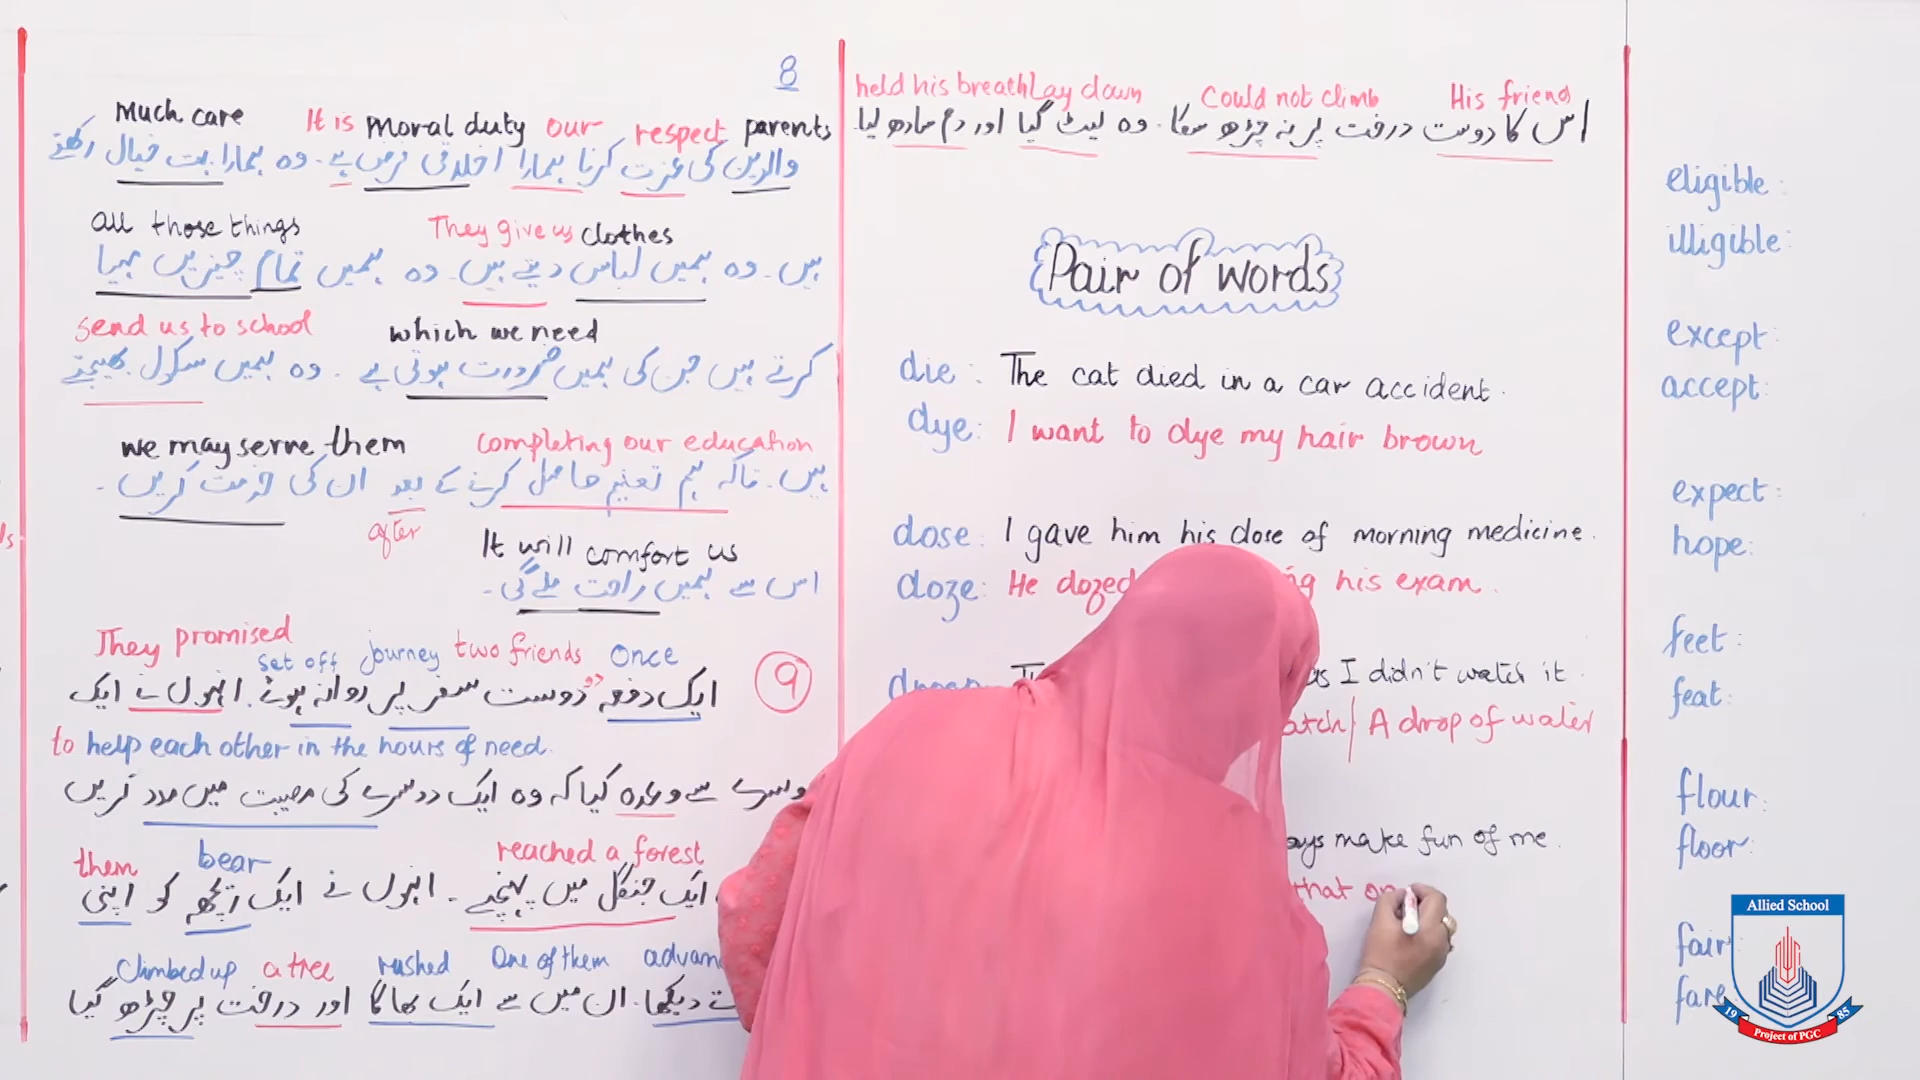 8
Much care It is moral duty our respect parents
والدین کی عزت کرنا ہمارا اخلاقی فرض ہے۔ وہ ہمارا بہت خیال رکھتے
all those things They give us clothes
ہیں۔ وہ ہمیں لباس دیتے ہیں۔ وہ ہمیں تمام چیزیں مہیا
send us to school which we need
کرتے ہیں جن کی ہمیں ضرورت ہوتی ہے۔ وہ ہمیں سکول بھیجتے
we may serve them completing our education
ہیں۔ تاکہ ہم تعلیم حاصل کرنے کے بعد ان کی خدمت کریں۔
after
It will comfort us
اس سے ہمیں راحت ملے گی۔
They promised set off journey two friends once
9
ایک دفعہ دو دوست سفر پر روانہ ہوئے۔ انہوں نے ایک
to help each other in the hours of need.
دوسرے سے وعدہ کیا کہ وہ ایک دوسرے کی مصیبت میں مدد کریں
them bear reached a forest
ایک جنگل میں پہنچے۔ انہوں نے ایک ریچھ کو اپنی
Climbed up a tree rushed One of them advan
دیکھا۔ ان میں سے ایک بھاگا اور درخت پر چڑھ گیا
held his breath lay down Could not climb His friend
اس کا دوست درخت پر نہ چڑھ سکا۔ وہ لیٹ گیا اور دم سادھ لیا
Pair of words
die: The cat died in a car accident.
dye: I want to dye my hair brown
dose: I gave him his dose of morning medicine.
doze: He dozed his exam.
I didn't water it.
A drop of water
make fun of me.
that
eligible:
illigible:
except:
accept:
expect:
hope:
feet:
feat:
flour:
floor:
fair
fare
Allied School
19 85
Project of PGC